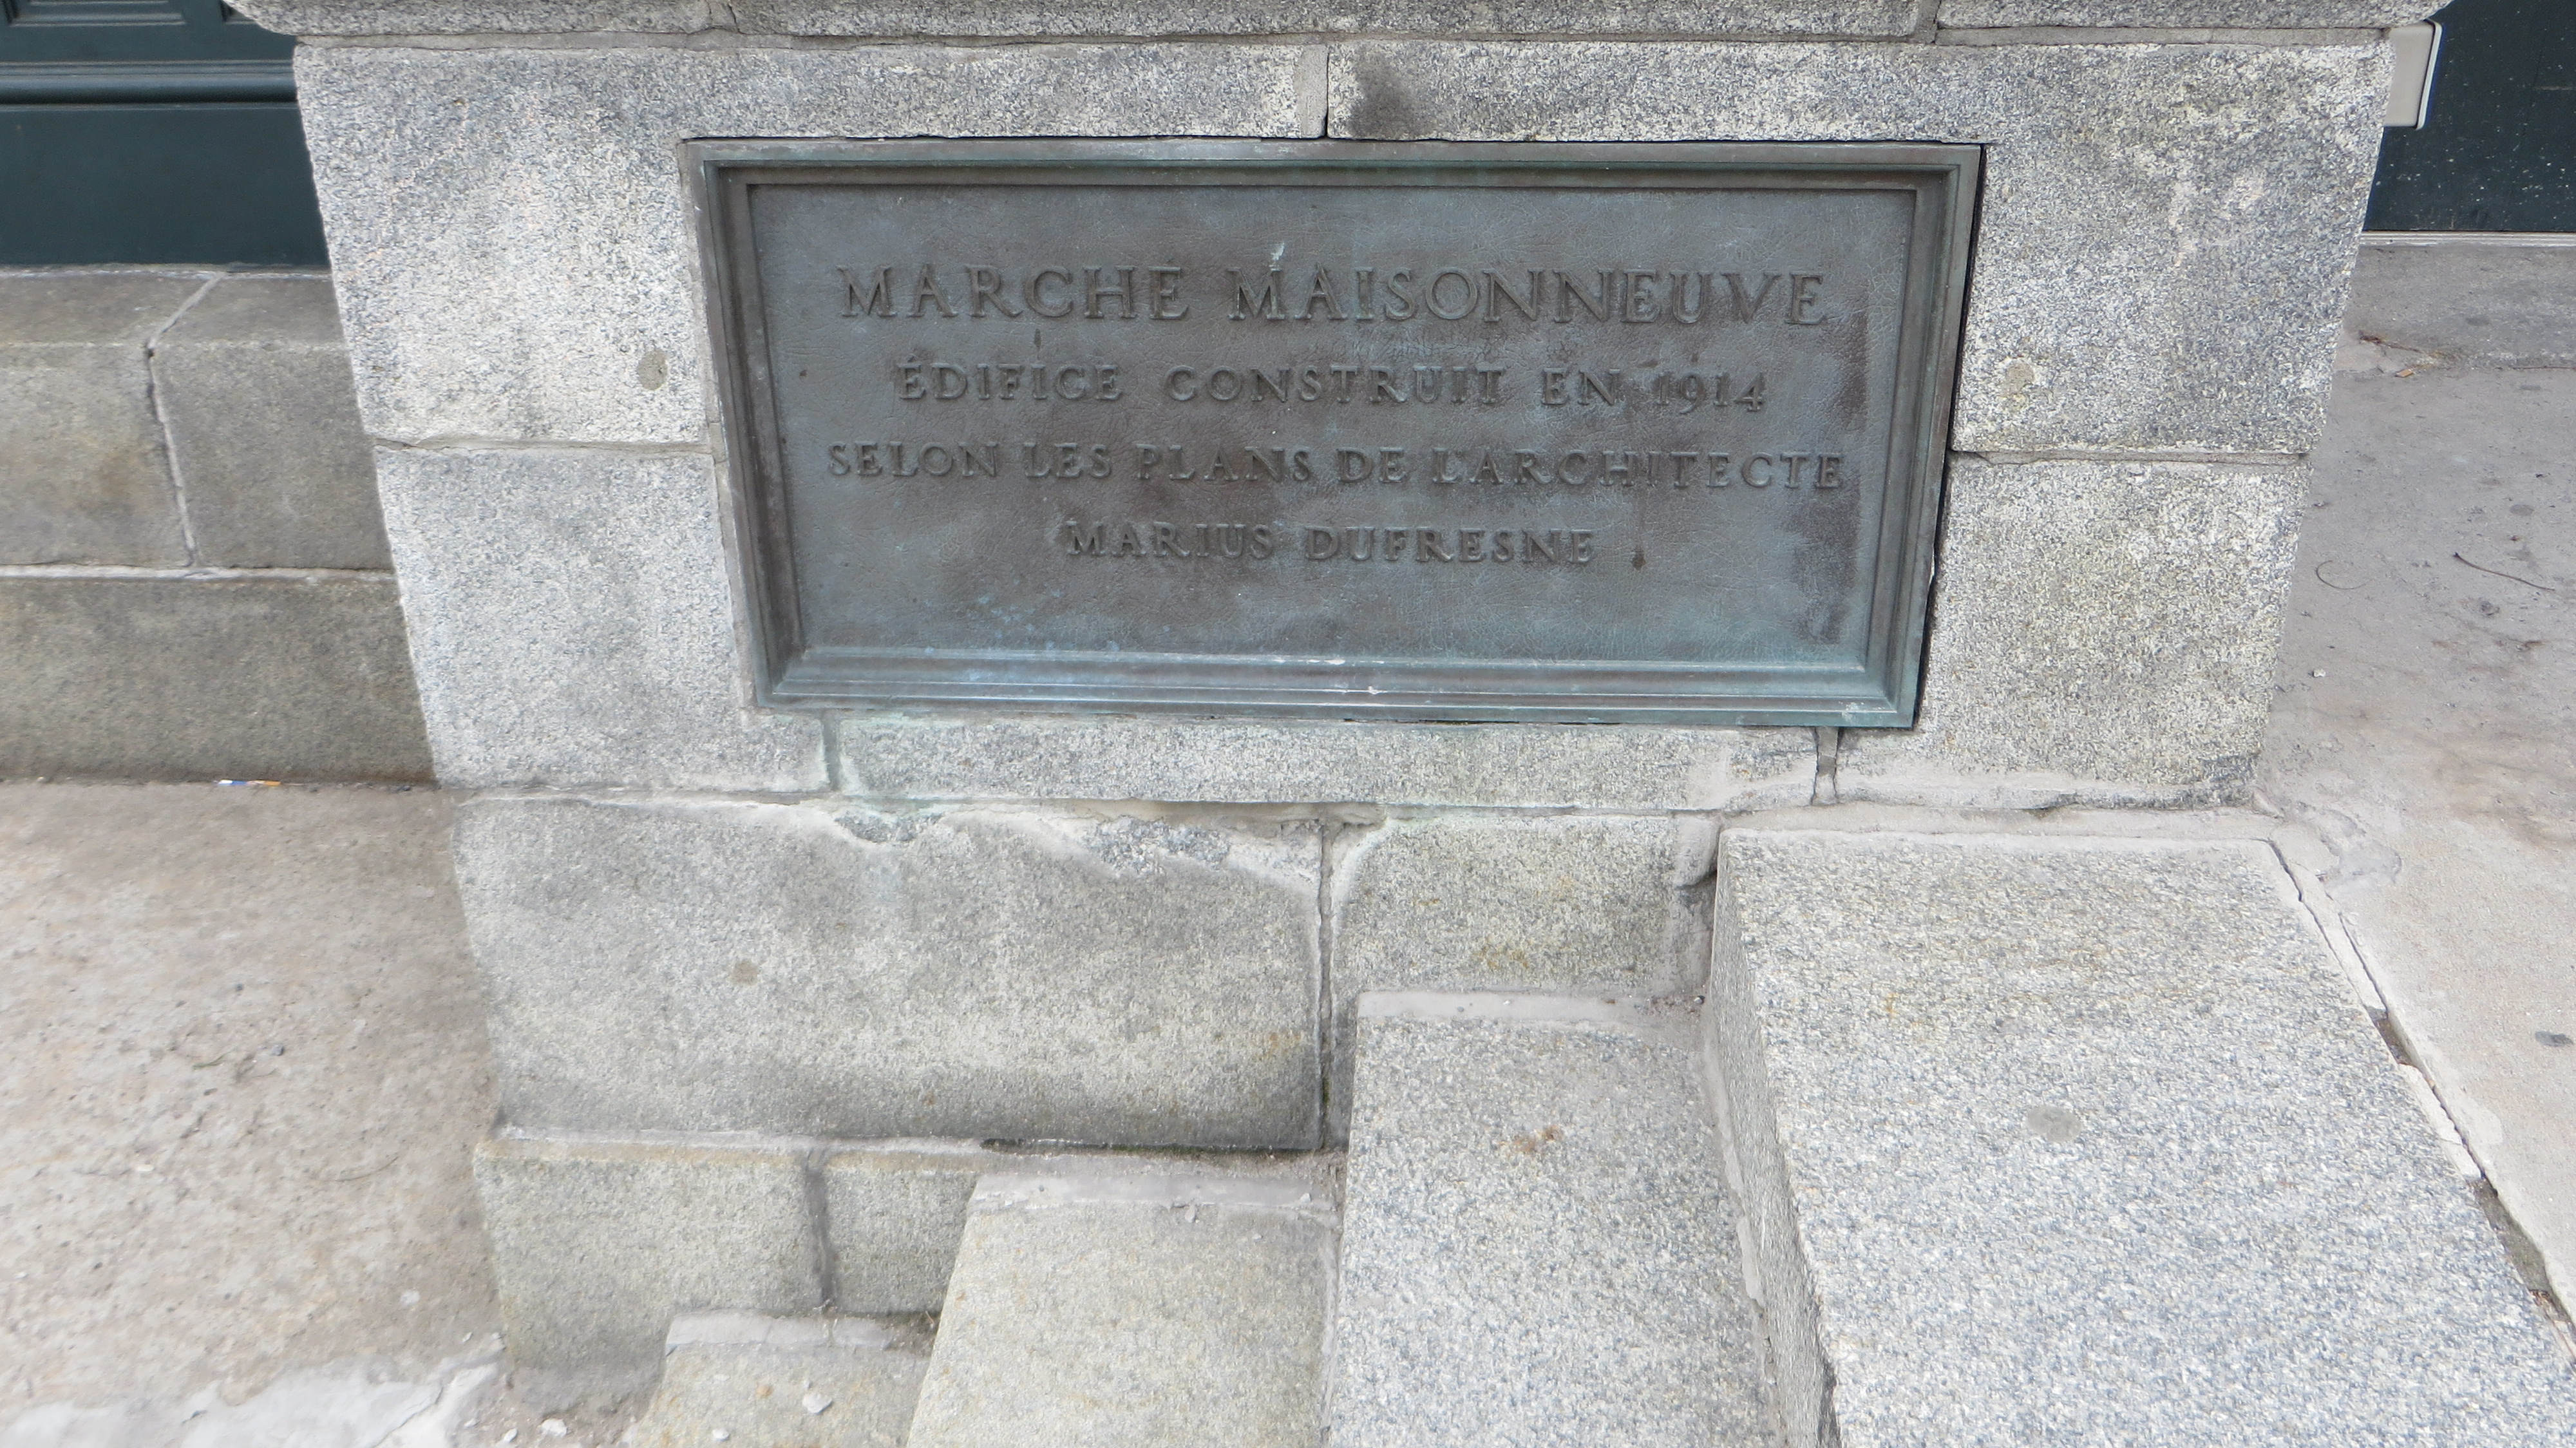 MARCHE MAISONNEUVE
ÉDIFICE CONSTRUIT EN 1914
SELON LES PLANS DE L'ARCHITECTE
MARIUS DUFRESNE